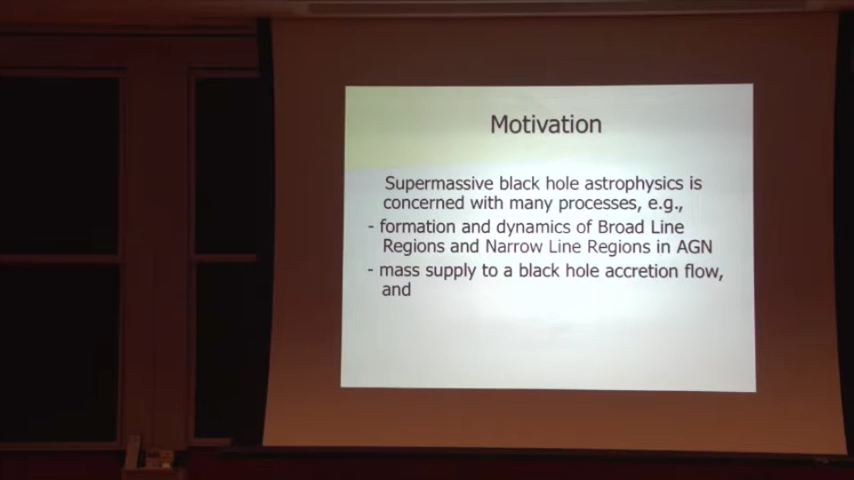 Motivation
Supermassive black hole astrophysics is
concerned with many processes, e.g.,
- formation and dynamics of Broad Line
Regions and Narrow Line Regions in AGN
- mass supply to a black hole accretion flow,
and